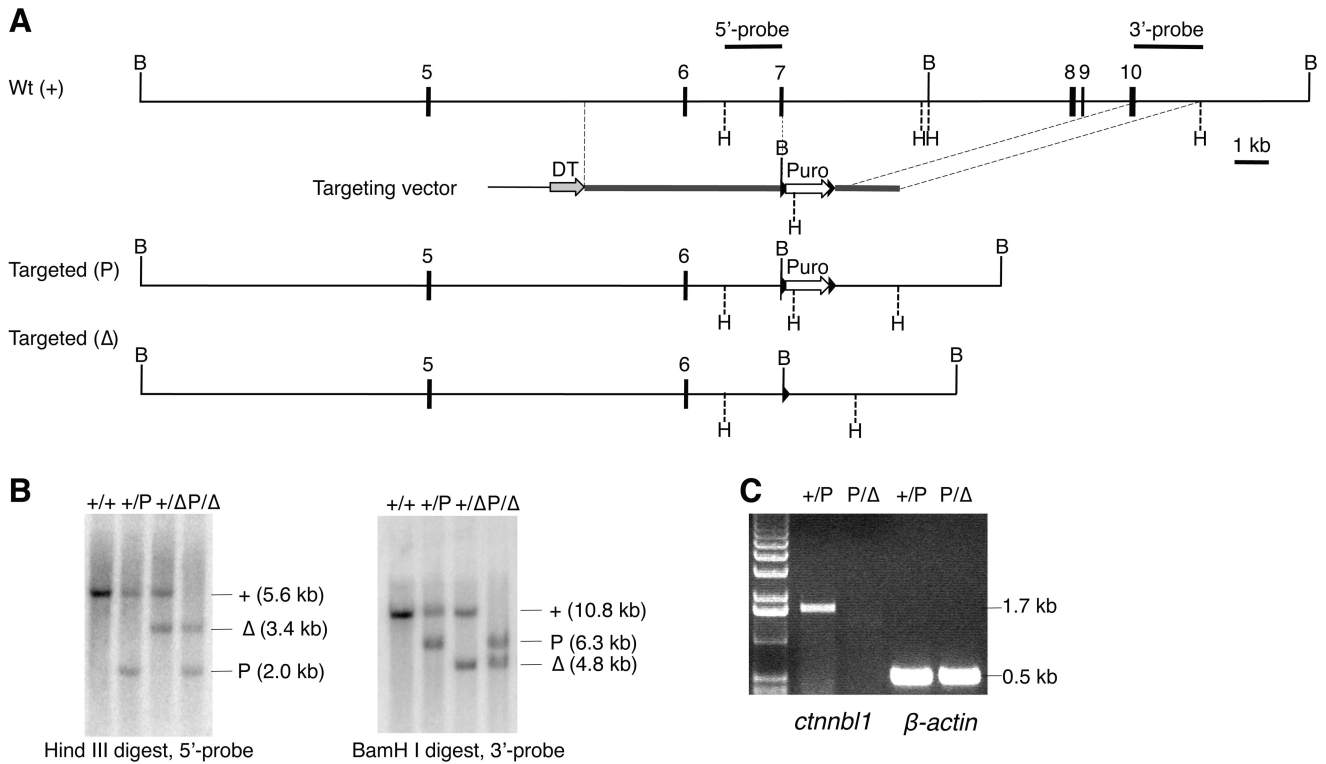 A
5'-probe
3'-probe
B
5
6
7
B
8
9
10
B
Wt (+)
H
HH
H
1 kb
B
DT
Puro
Targeting vector
H
B
5
6
B
Puro
B
Targeted (P)
H
H
H
Targeted (Δ)
B
5
6
B
B
H
H
B
+/+ +/P +/Δ P/Δ
+ (5.6 kb)
Δ (3.4 kb)
P (2.0 kb)
Hind III digest, 5'-probe
+/+ +/P +/Δ P/Δ
+ (10.8 kb)
P (6.3 kb)
Δ (4.8 kb)
BamH I digest, 3'-probe
C
+/P P/Δ +/P P/Δ
1.7 kb
0.5 kb
ctnnbl1
β-actin